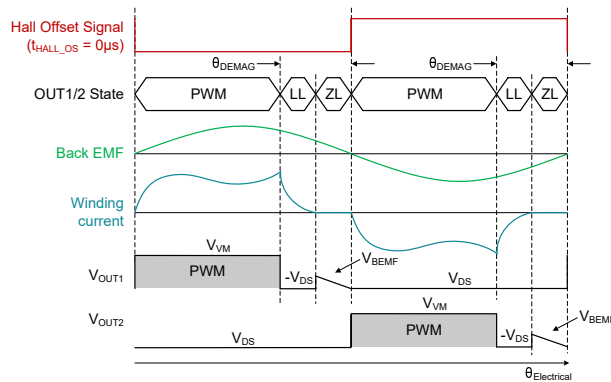 Hall Offset Signal
(tHALL_OS = 0µs)
θDEMAG
θDEMAG
OUT1/2 State
PWM
LL
ZL
PWM
LL
ZL
Back EMF
Winding
current
VVM
VBEMF
VOUT1
PWM
-VDS
VDS
VVM
VBEMF
VOUT2
VDS
PWM
-VDS
θElectrical